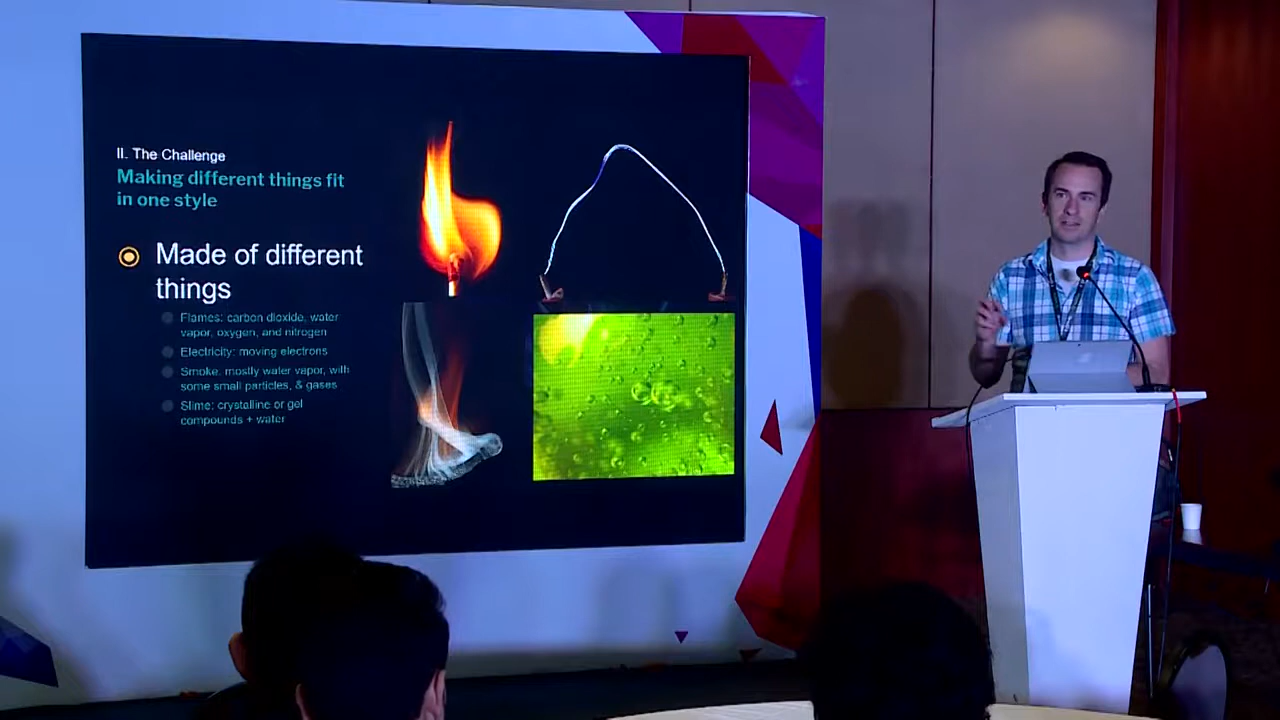 II. The Challenge
Making different things fit
in one style
Made of different
things
Flames: carbon dioxide, water
vapor, oxygen, and nitrogen
Electricity: moving electrons
Smoke: mostly water vapor, with
some small particles, & gases
Slime: crystalline or gel
compounds + water